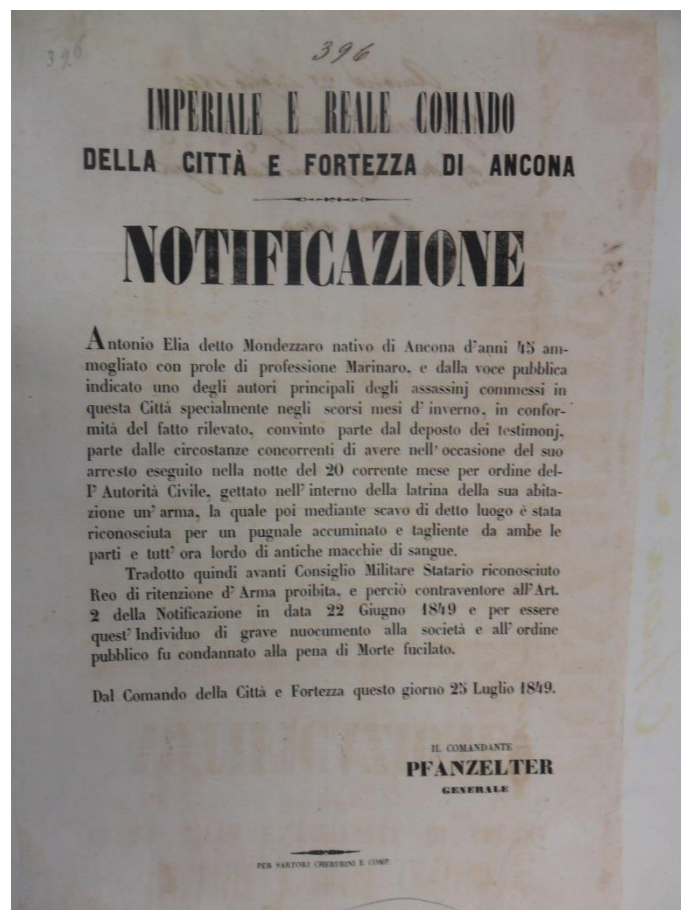 396
396
IMPERIALE E REALE COMANDO
DELLA CITTÀ E FORTEZZA DI ANCONA
NOTIFICAZIONE
Antonio Elia detto Mondezzaro nativo di Ancona d'anni 45 am-
mogliato con prole di professione Marinaro, e dalla voce pubblica
indicato uno degli autori principali degli assassinj commessi in
questa Città specialmente negli scorsi mesi d'inverno, in confor-
mità del fatto rilevato, convinto parte dal deposto dei testimonj,
parte dalle circostanze concorrenti di avere nell'occasione del suo
arresto eseguito nella notte del 20 corrente mese per ordine del-
l'Autorità Civile, gettato nell'interno della latrina della sua abita-
zione un'arma, la quale poi mediante scavo di detto luogo è stata
riconosciuta per un pugnale accuminato e tagliente da ambe le
parti e tutt'ora lordo di antiche macchie di sangue.
Tradotto quindi avanti Consiglio Militare Statario riconosciuto
Reo di ritenzione d'Arma proibita, e perciò contraventore all'Art.
2 della Notificazione in data 22 Giugno 1849 e per essere
quest'Individuo di grave nuocumento alla società e all'ordine
pubblico fu condannato alla pena di Morte fucilato.
Dal Comando della Città e Fortezza questo giorno 25 Luglio 1849.
IL COMANDANTE
PFANZELTER
GENERALE
PER SARTORJ CHERUBINI E COMP.